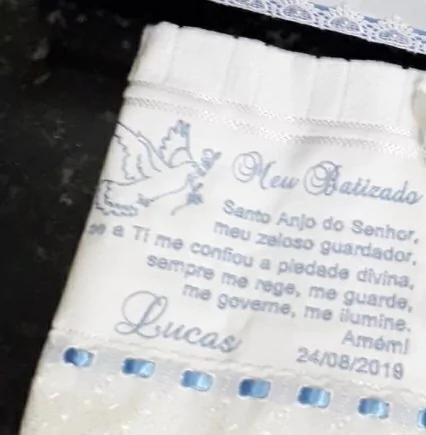 Meu Batizado
Santo Anjo do Senhor,
meu zeloso guardador,
se a Ti me confiou a piedade divina,
sempre me rege, me guarde,
me governe, me ilumine.
Amém!
Lucas
24/08/2019